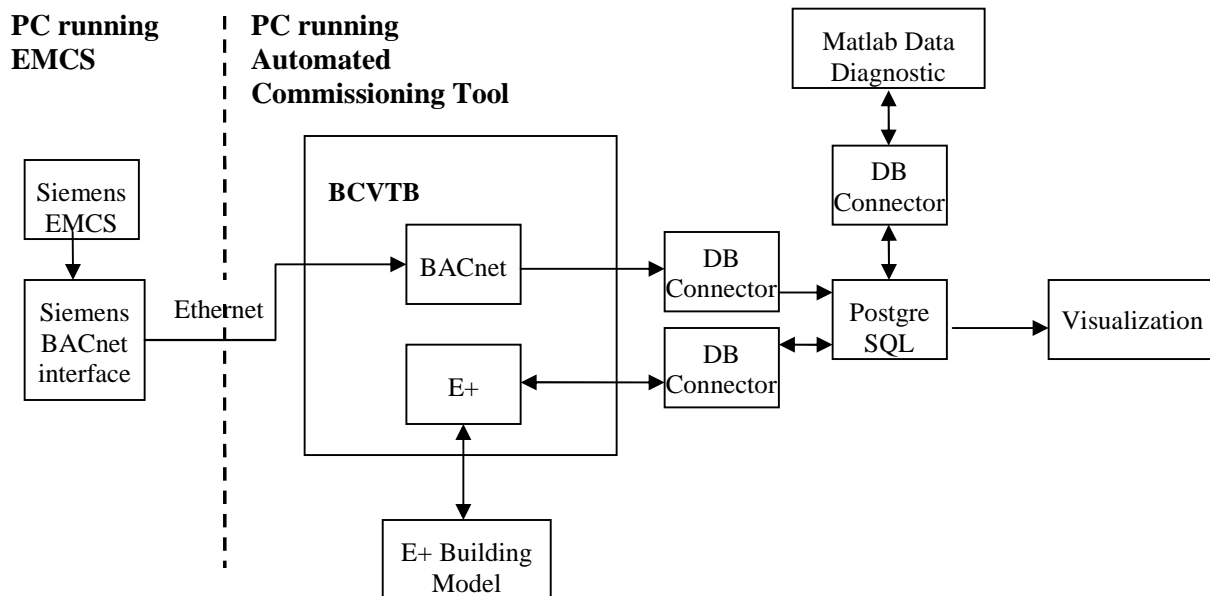 PC running
EMCS
PC running
Automated
Commissioning Tool
Matlab Data
Diagnostic
DB
Connector
Siemens
EMCS
BCVTB
BACnet
DB
Connector
Siemens
BACnet
interface
Ethernet
Postgre
SQL
Visualization
E+
DB
Connector
E+ Building
Model